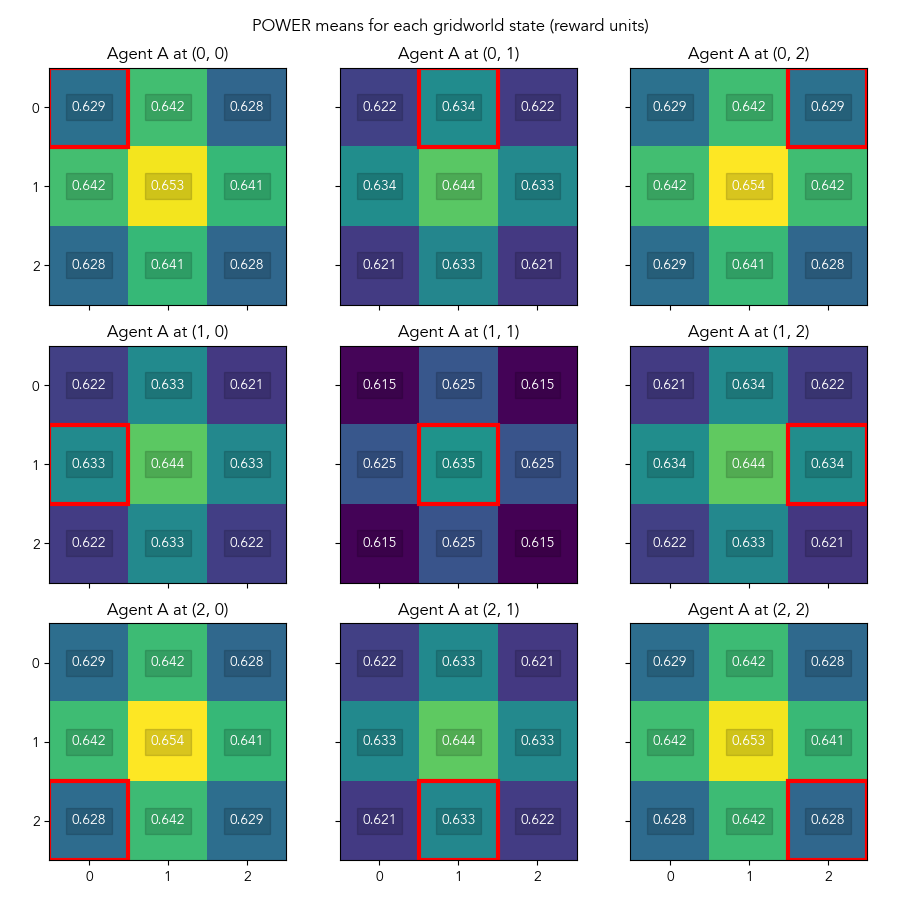 POWER means for each gridworld state (reward units)
Agent A at (0, 0) Agent A at (0, 1) Agent A at (0, 2)
0 0.629 0.642 0.628 0.622 0.634 0.622 0.629 0.642 0.629
1 0.642 0.653 0.641 0.634 0.644 0.633 0.642 0.654 0.642
2 0.628 0.641 0.628 0.621 0.633 0.621 0.629 0.641 0.628
Agent A at (1, 0) Agent A at (1, 1) Agent A at (1, 2)
0 0.622 0.633 0.621 0.615 0.625 0.615 0.621 0.634 0.622
1 0.633 0.644 0.633 0.625 0.635 0.625 0.634 0.644 0.634
2 0.622 0.633 0.622 0.615 0.625 0.615 0.622 0.633 0.621
Agent A at (2, 0) Agent A at (2, 1) Agent A at (2, 2)
0 0.629 0.642 0.628 0.622 0.633 0.621 0.629 0.642 0.628
1 0.642 0.654 0.641 0.633 0.644 0.633 0.642 0.653 0.641
2 0.628 0.642 0.629 0.621 0.633 0.622 0.628 0.642 0.628
0 1 2 0 1 2 0 1 2